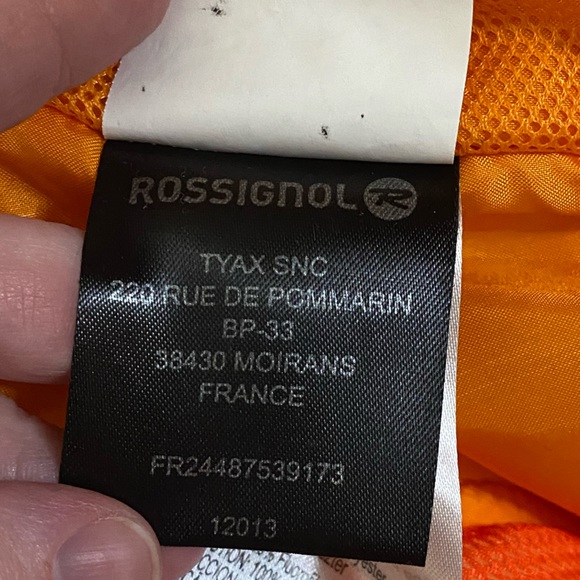 ROSSIGNOL R
TYAX SNC
220 RUE DE POMMARIN
BP-33
38430 MOIRANS
FRANCE
FR24487539173
12013